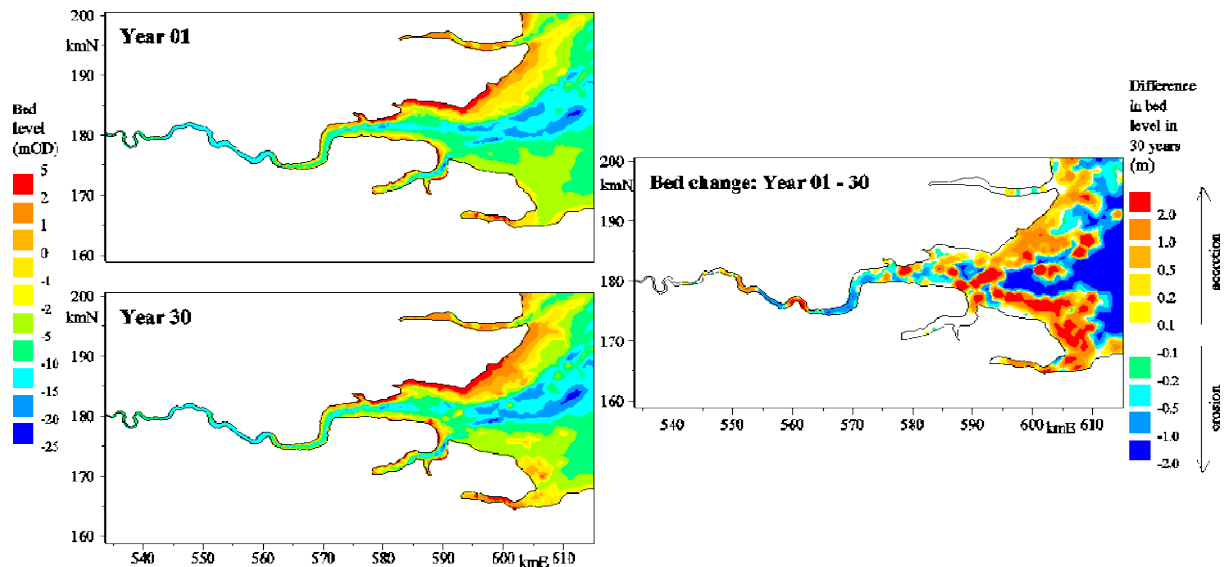 200
kmN
190
180
170
160
Year 01
Bed
level
(mOD)
5
2
1
0
-1
-2
-5
-10
-15
-20
-25
200
kmN
190
180
170
160
Year 30
540
550
560
570
580
590
600
kmE
610
200
kmN
190
180
170
160
Bed change: Year 01 - 30
540
550
560
570
580
590
600
kmE
610
Difference
in bed
level in
30 years
(m)
2.0
1.0
0.5
0.2
0.1
-0.1
-0.2
-0.5
-1.0
-2.0
accretion
erosion